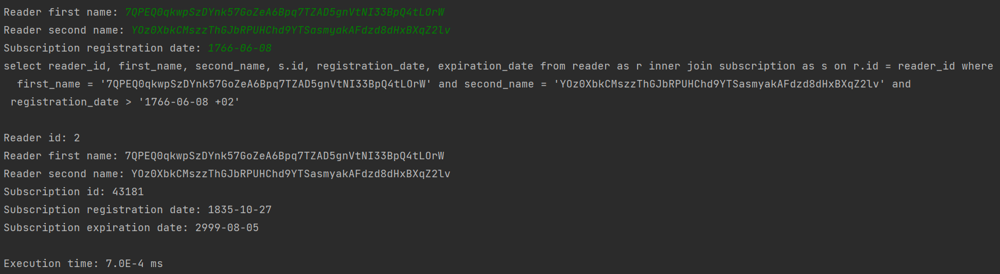 Reader first name: 7QPEQ0qkwpSzDYnk57GoZeA6Bpq7TZAD5gnVtNI33BpQ4tLOrW
Reader second name: YOz0XbkCMszzThGJbRPUHChd9YTSasmyakAFdzd8dHxBXqZ2lv
Subscription registration date: 1766-06-08
select reader_id, first_name, second_name, s.id, registration_date, expiration_date from reader as r inner join subscription as s on r.id = reader_id where
first_name = '7QPEQ0qkwpSzDYnk57GoZeA6Bpq7TZAD5gnVtNI33BpQ4tLOrW' and second_name = 'YOz0XbkCMszzThGJbRPUHChd9YTSasmyakAFdzd8dHxBXqZ2lv' and
registration_date > '1766-06-08 +02'
Reader id: 2
Reader first name: 7QPEQ0qkwpSzDYnk57GoZeA6Bpq7TZAD5gnVtNI33BpQ4tLOrW
Reader second name: YOz0XbkCMszzThGJbRPUHChd9YTSasmyakAFdzd8dHxBXqZ2lv
Subscription id: 43181
Subscription registration date: 1835-10-27
Subscription expiration date: 2999-08-05
Execution time: 7.0E-4 ms